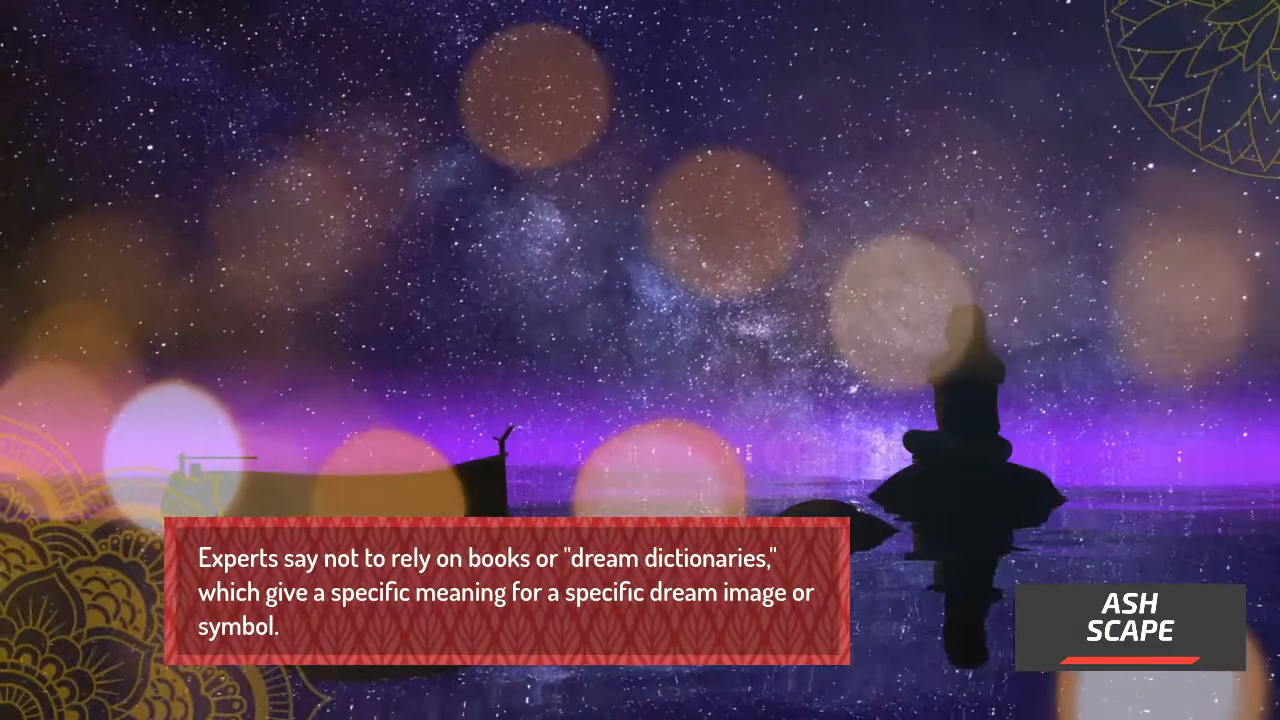 Experts say not to rely on books or "dream dictionaries,"
which give a specific meaning for a specific dream image or
symbol.
ASH
SCAPE